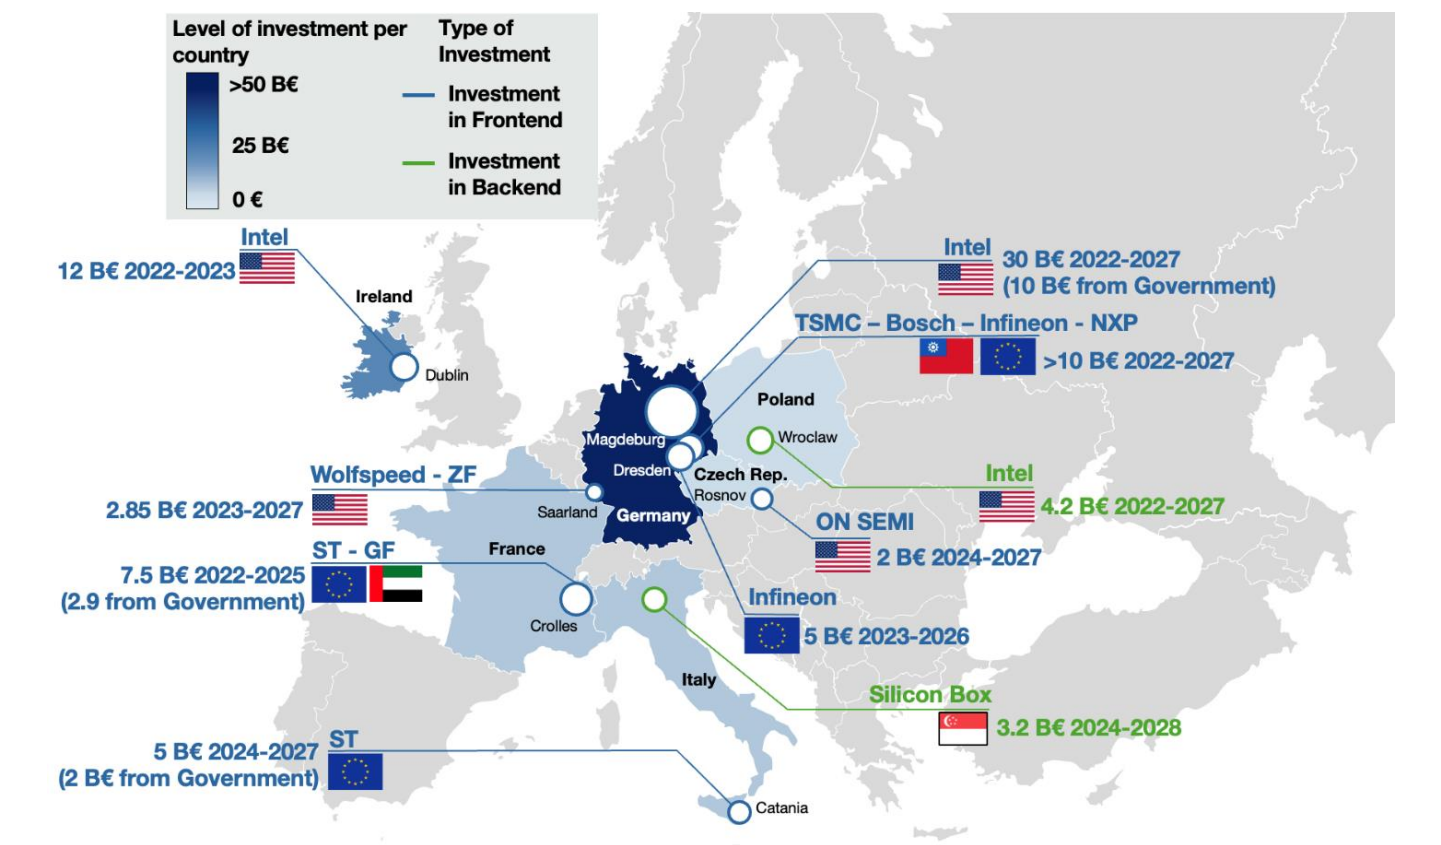 Level of investment per
country
>50 B€
25 B€
0 €
Type of
Investment
Investment
in Frontend
Investment
in Backend
Intel
12 B€ 2022-2023
Ireland
Dublin
Intel
30 B€ 2022-2027
(10 B€ from Government)
TSMC – Bosch – Infineon - NXP
>10 B€ 2022-2027
Poland
Magdeburg
Wroclaw
Dresden
Czech Rep.
Rosnov
Wolfspeed - ZF
2.85 B€ 2023-2027
Saarland
Germany
Intel
4.2 B€ 2022-2027
ON SEMI
2 B€ 2024-2027
France
ST - GF
7.5 B€ 2022-2025
(2.9 from Government)
Crolles
Infineon
5 B€ 2023-2026
Italy
Silicon Box
3.2 B€ 2024-2028
ST
5 B€ 2024-2027
(2 B€ from Government)
Catania